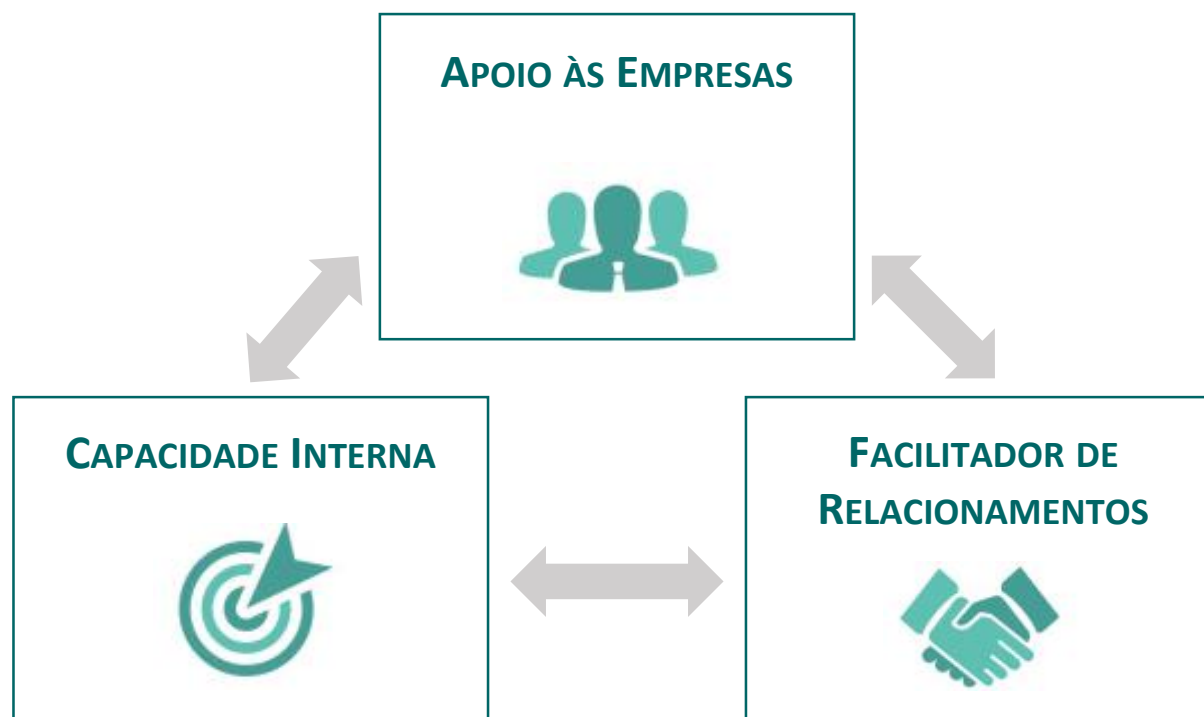 APOIO ÀS EMPRESAS
CAPACIDADE INTERNA
FACILITADOR DE
RELACIONAMENTOS